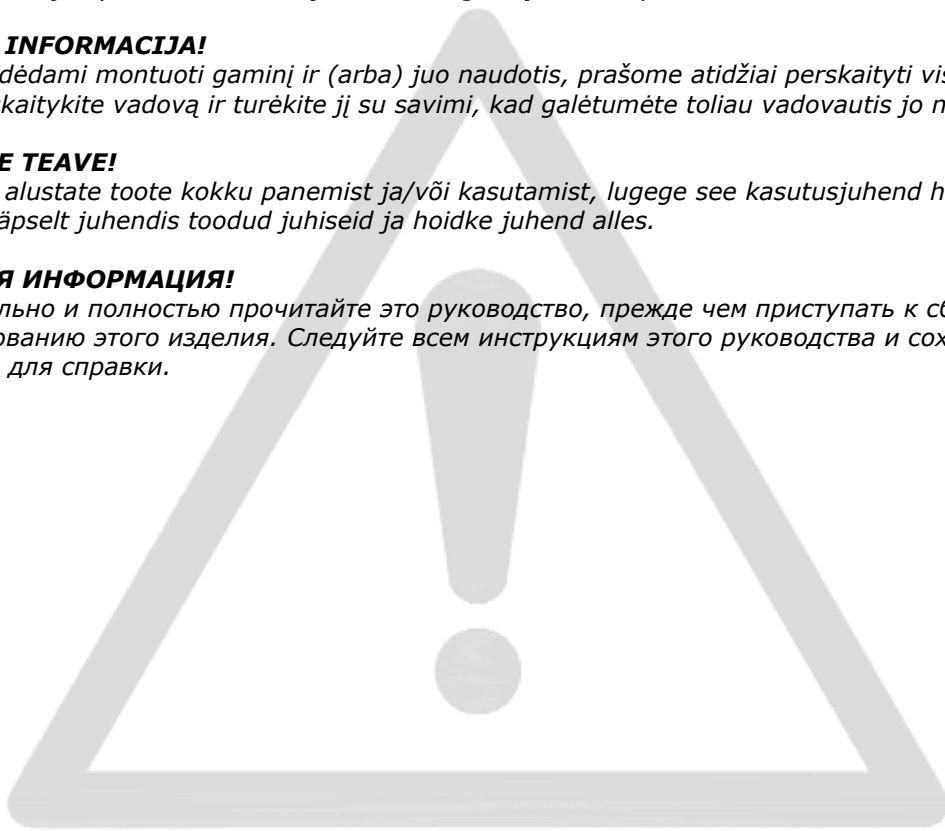 INFORMACIJA!
dėdami montuoti gaminį ir (arba) juo naudotis, prašome atidžiai perskaityti vis
kaitykite vadovą ir turėkite jį su savimi, kad galėtumėte toliau vadovautis jo n
E TEAVE!
alustate toote kokku panemist ja/või kasutamist, lugege see kasutusjuhend h
äpselt juhendis toodud juhiseid ja hoidke juhend alles.
Я ИНФОРМАЦИЯ!
льно и полностью прочитайте это руководство, прежде чем приступать к сб
ованию этого изделия. Следуйте всем инструкциям этого руководства и сох
для справки.